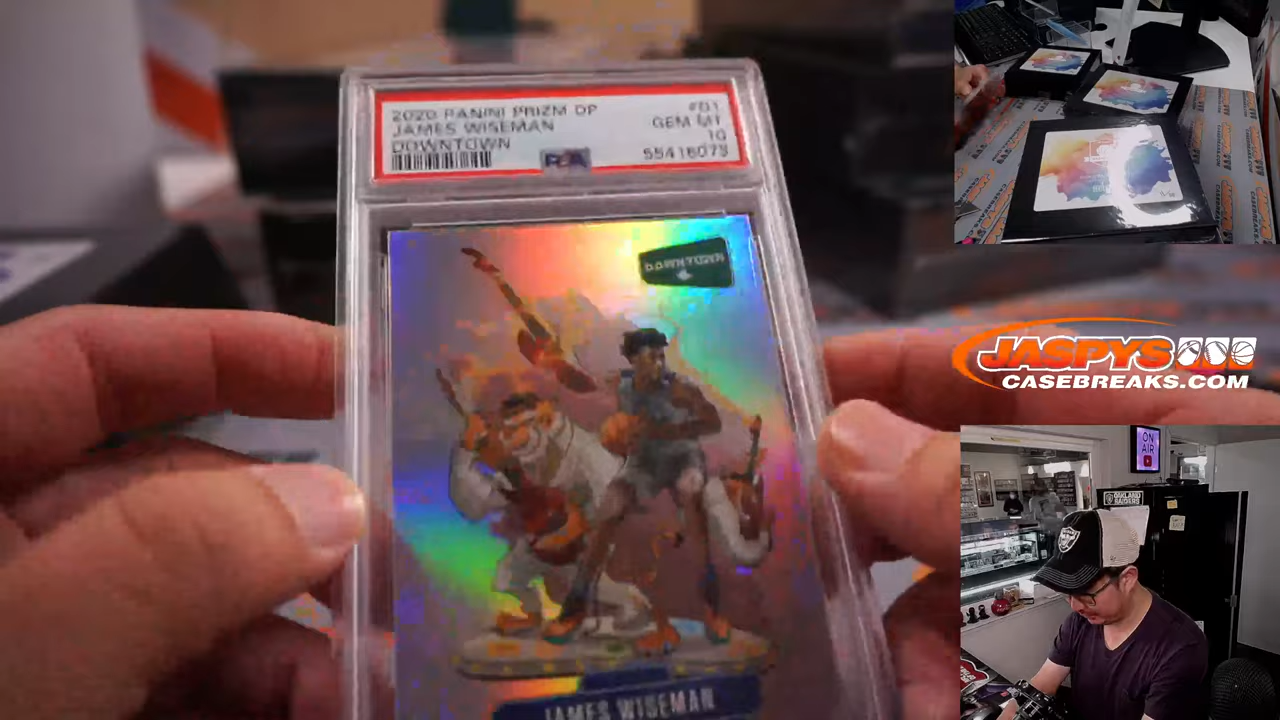 2020 PANINI PRIZM DP
#D1
JAMES WISEMAN
GEM MT
DOWNTOWN
10
PSA
55416073
DOWNTOWN
JAMES WISEMAN
JASPYS
CASEBREAKS.COM
ON
AIR
OAKLAND
RAIDERS